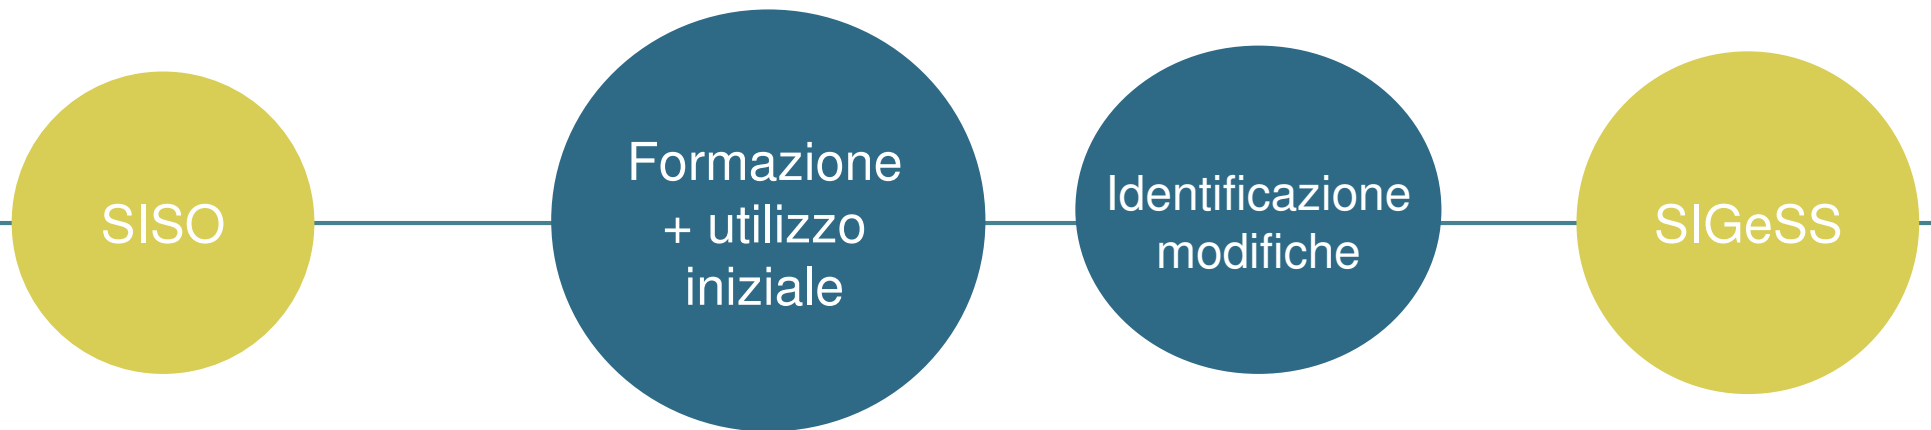 SISO
Formazione
+ utilizzo
iniziale
Identificazione
modifiche
SIGeSS